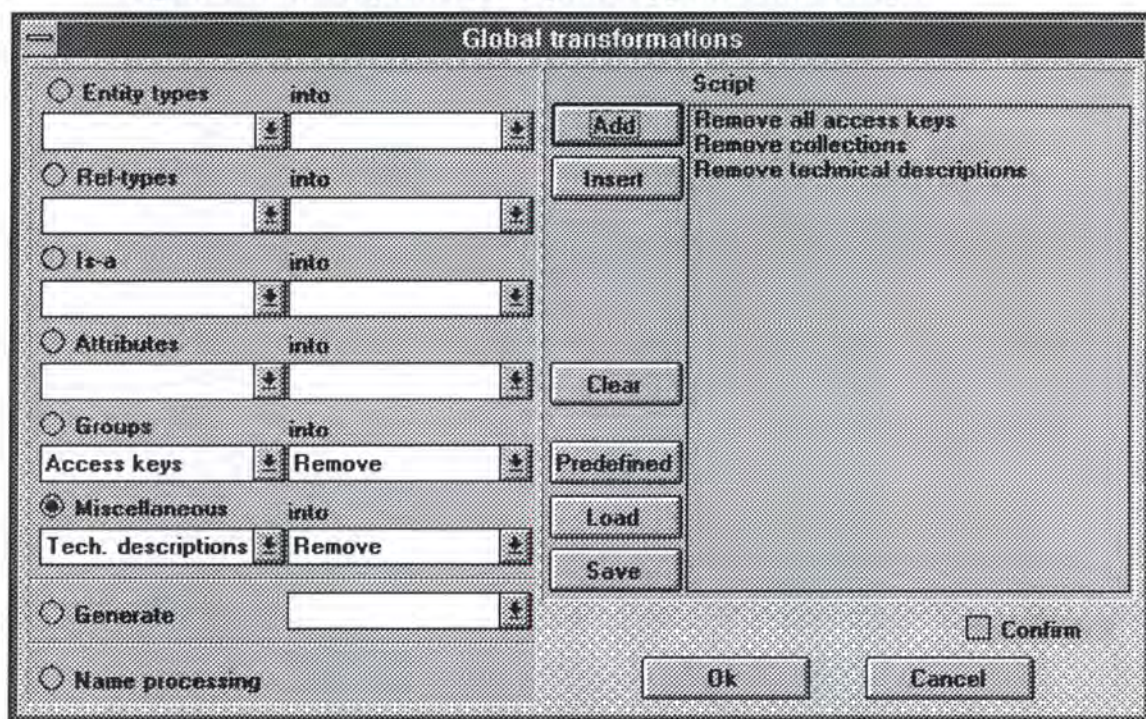 Global transformations
Entity types into
Rel-types into
Is-a into
Attributes into
Groups into
Access keys Remove
Miscellaneous into
Tech. descriptions Remove
Generate
Name processing
Add
Insert
Clear
Predefined
Load
Save
Script
Remove all access keys
Remove collections
Remove technical descriptions
Confirm
Ok Cancel